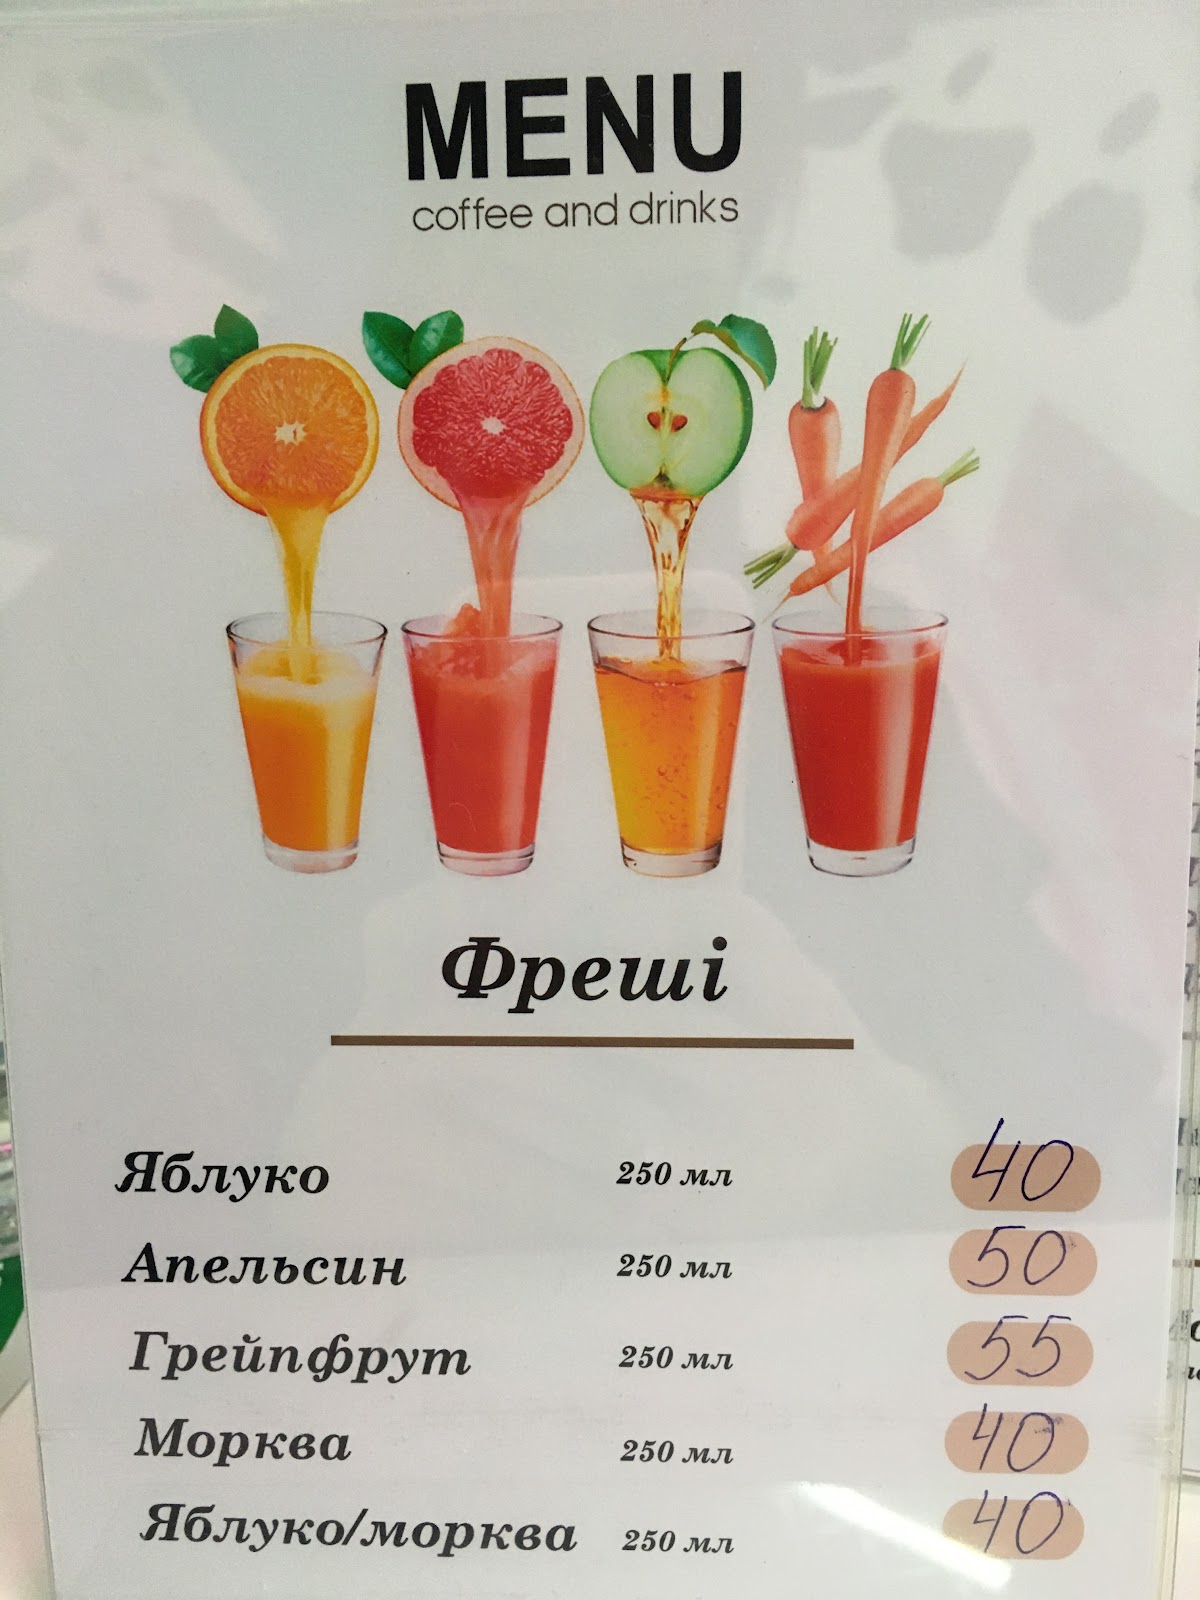 MENU
coffee and drinks
Фреші
Яблуко 250 мл 40
Апельсин 250 мл 50
Грейпфрут 250 мл 55
Морква 250 мл 40
Яблуко/морква 250 мл 40